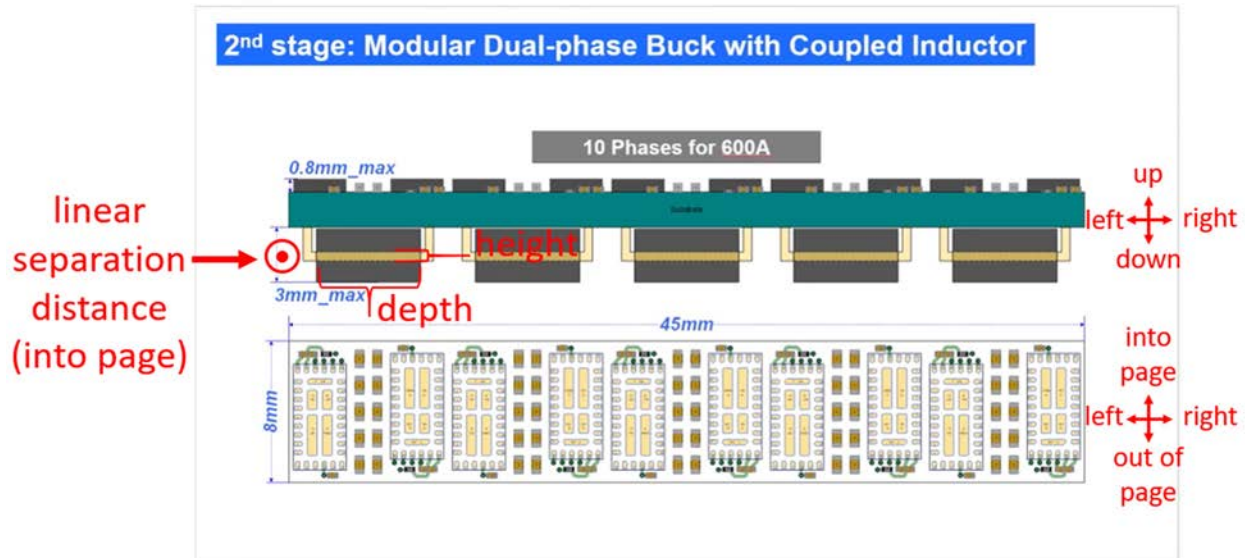 2nd stage: Modular Dual-phase Buck with Coupled Inductor
10 Phases for 600A
0.8mm_max
up
left right
down
linear
separation
distance
(into page)
height
3mm_max
depth
45mm
8mm
into
page
left right
out of
page